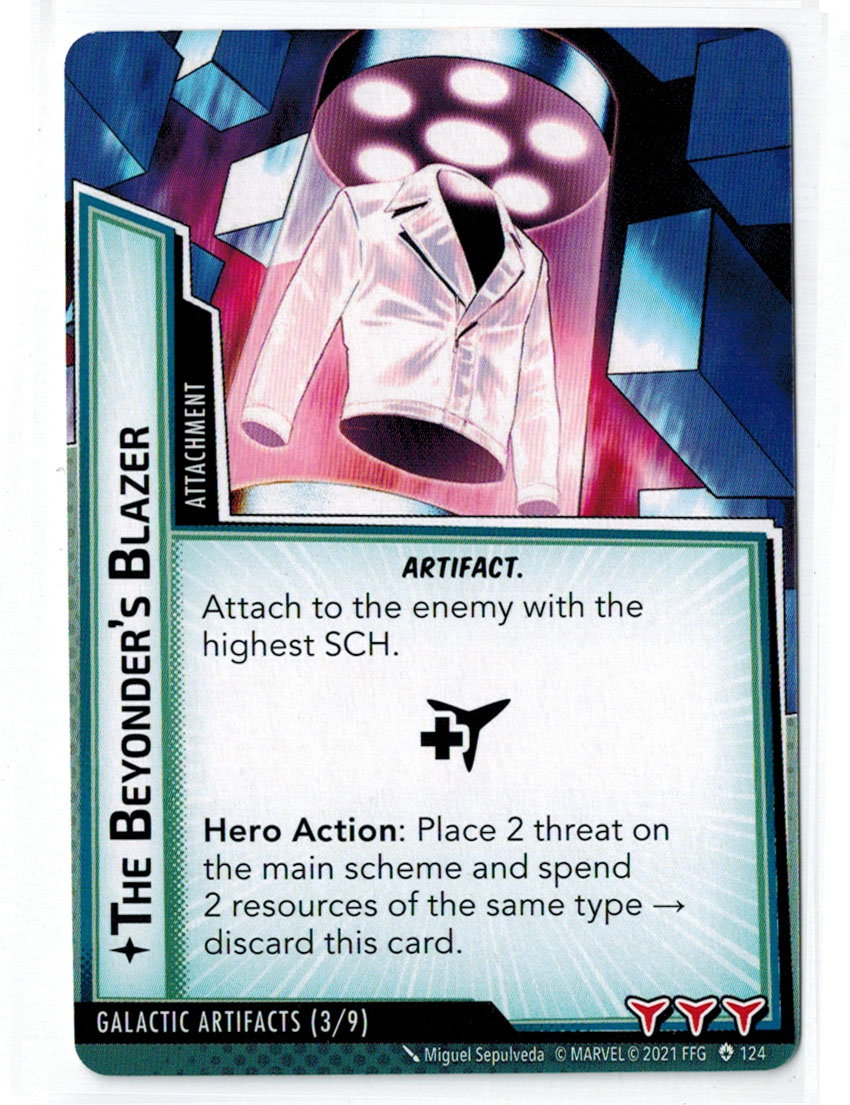 ATTACHMENT
THE BEYONDER'S BLAZER
ARTIFACT.
Attach to the enemy with the
highest SCH.
Hero Action: Place 2 threat on
the main scheme and spend
2 resources of the same type →
discard this card.
GALACTIC ARTIFACTS (3/9)
Miguel Sepulveda © MARVEL © 2021 FFG 124